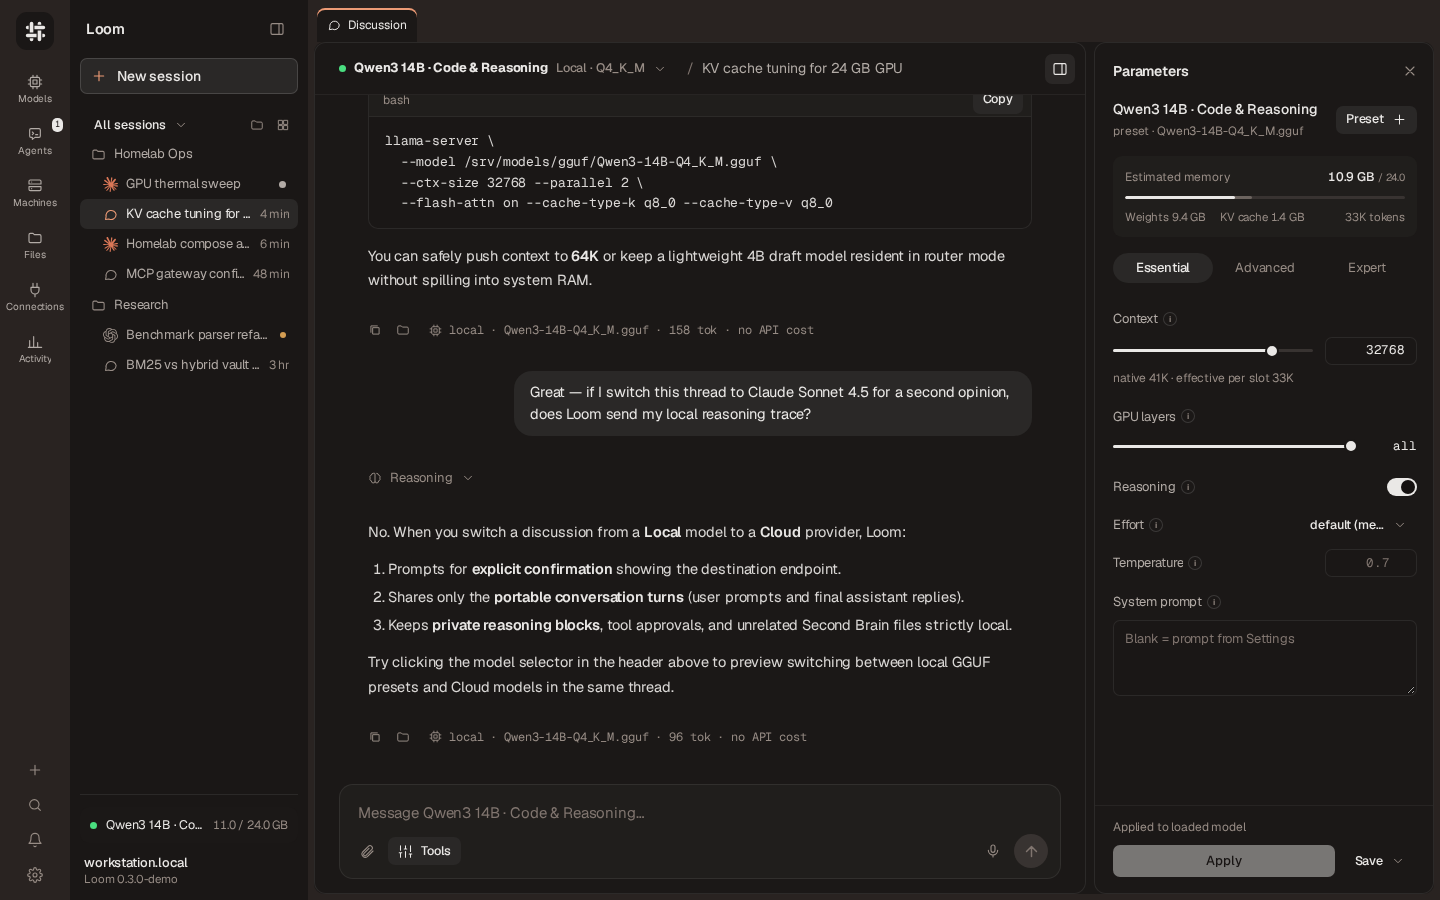 Loom
New session
Models
1
Agents
Machines
Files
Connections
Activity
All sessions
Homelab Ops
GPU thermal sweep
KV cache tuning for ... 4 min
Homelab compose a... 6 min
MCP gateway confi... 48 min
Research
Benchmark parser refa...
BM25 vs hybrid vault ... 3 hr
Qwen3 14B · Co... 11.0 / 24.0 GB
workstation.local
Loom 0.3.0-demo
Discussion
Qwen3 14B · Code & Reasoning Local · Q4_K_M / KV cache tuning for 24 GB GPU
bash Copy
llama-server \
--model /srv/models/gguf/Qwen3-14B-Q4_K_M.gguf \
--ctx-size 32768 --parallel 2 \
--flash-attn on --cache-type-k q8_0 --cache-type-v q8_0
You can safely push context to 64K or keep a lightweight 4B draft model resident in router mode
without spilling into system RAM.
local · Qwen3-14B-Q4_K_M.gguf · 158 tok · no API cost
Great — if I switch this thread to Claude Sonnet 4.5 for a second opinion,
does Loom send my local reasoning trace?
Reasoning
No. When you switch a discussion from a Local model to a Cloud provider, Loom:
1. Prompts for explicit confirmation showing the destination endpoint.
2. Shares only the portable conversation turns (user prompts and final assistant replies).
3. Keeps private reasoning blocks, tool approvals, and unrelated Second Brain files strictly local.
Try clicking the model selector in the header above to preview switching between local GGUF
presets and Cloud models in the same thread.
local · Qwen3-14B-Q4_K_M.gguf · 96 tok · no API cost
Message Qwen3 14B · Code & Reasoning...
Tools
Parameters
Qwen3 14B · Code & Reasoning
preset · Qwen3-14B-Q4_K_M.gguf
Preset
Estimated memory 10.9 GB / 24.0
Weights 9.4 GB KV cache 1.4 GB 33K tokens
Essential Advanced Expert
Context
32768
native 41K · effective per slot 33K
GPU layers
all
Reasoning
Effort default (me...
Temperature 0.7
System prompt
Blank = prompt from Settings
Applied to loaded model
Apply Save